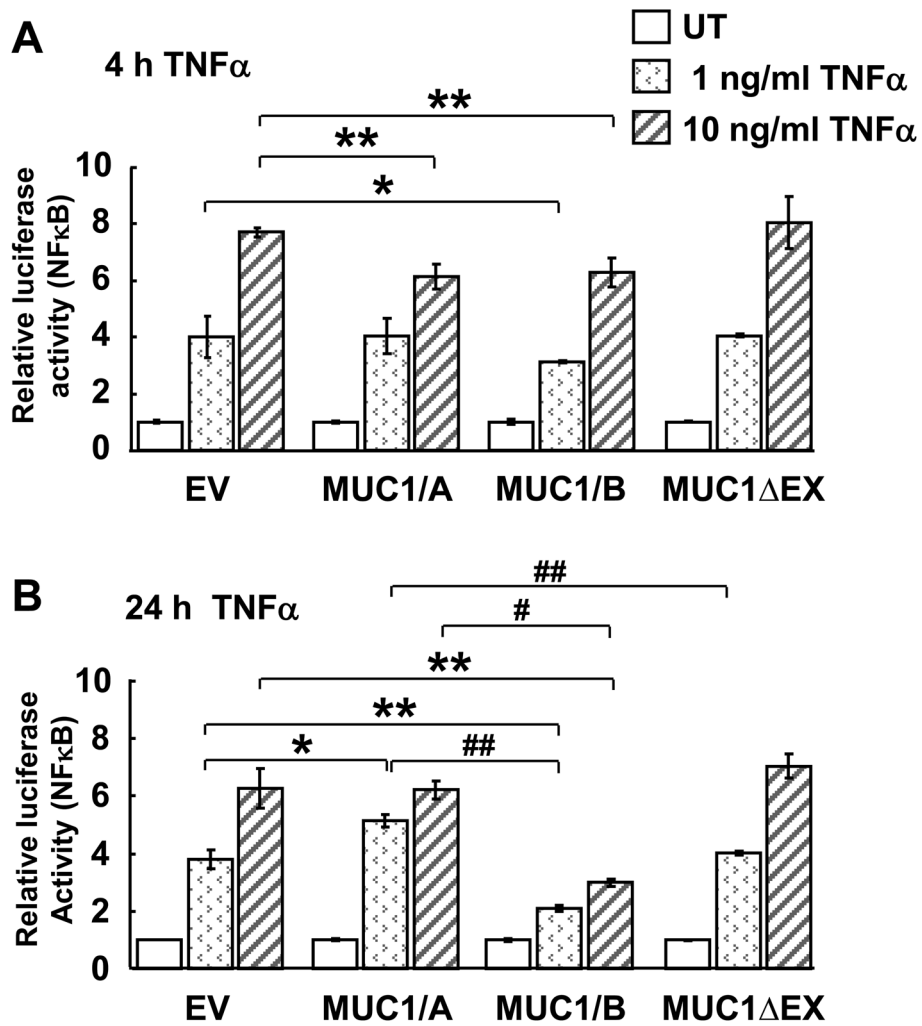 A
4 h TNFα
UT
1 ng/ml TNFα
10 ng/ml TNFα
**
**
*
Relative luciferase
activity (NFκB)
10
8
6
4
2
0
EV MUC1/A MUC1/B MUC1ΔEX
B
24 h TNFα
##
#
**
**
* ##
Relative luciferase
Activity (NFκB)
10
8
6
4
2
0
EV MUC1/A MUC1/B MUC1ΔEX